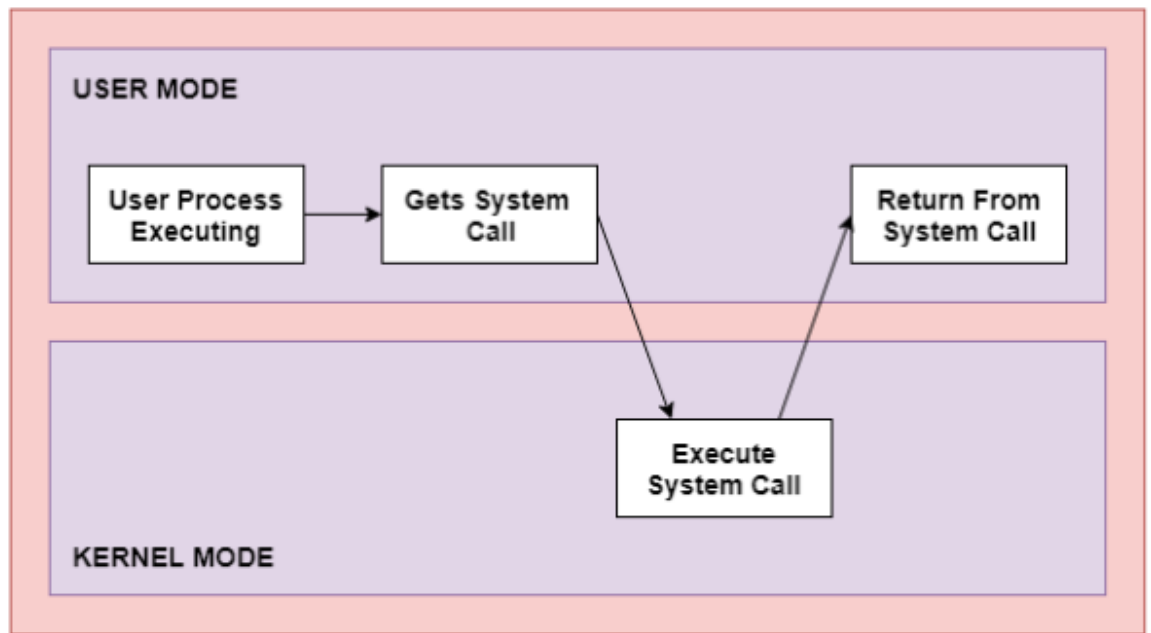 USER MODE
User Process
Executing
Gets System
Call
Return From
System Call
Execute
System Call
KERNEL MODE